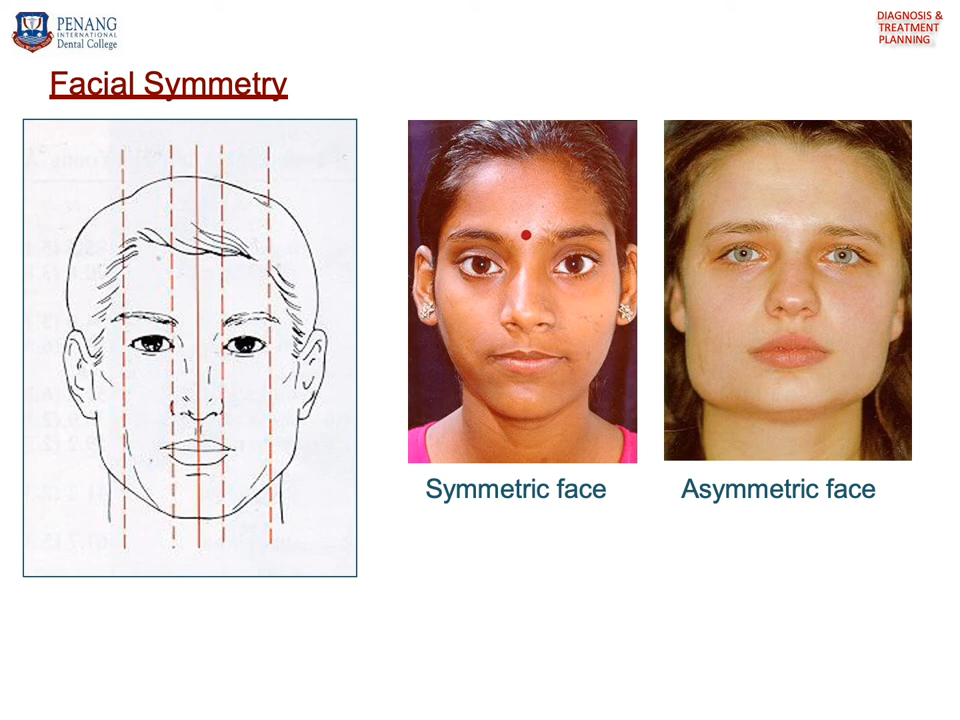 PENANG
INTERNATIONAL
Dental College
DIAGNOSIS &
TREATMENT
PLANNING
Facial Symmetry
Symmetric face
Asymmetric face